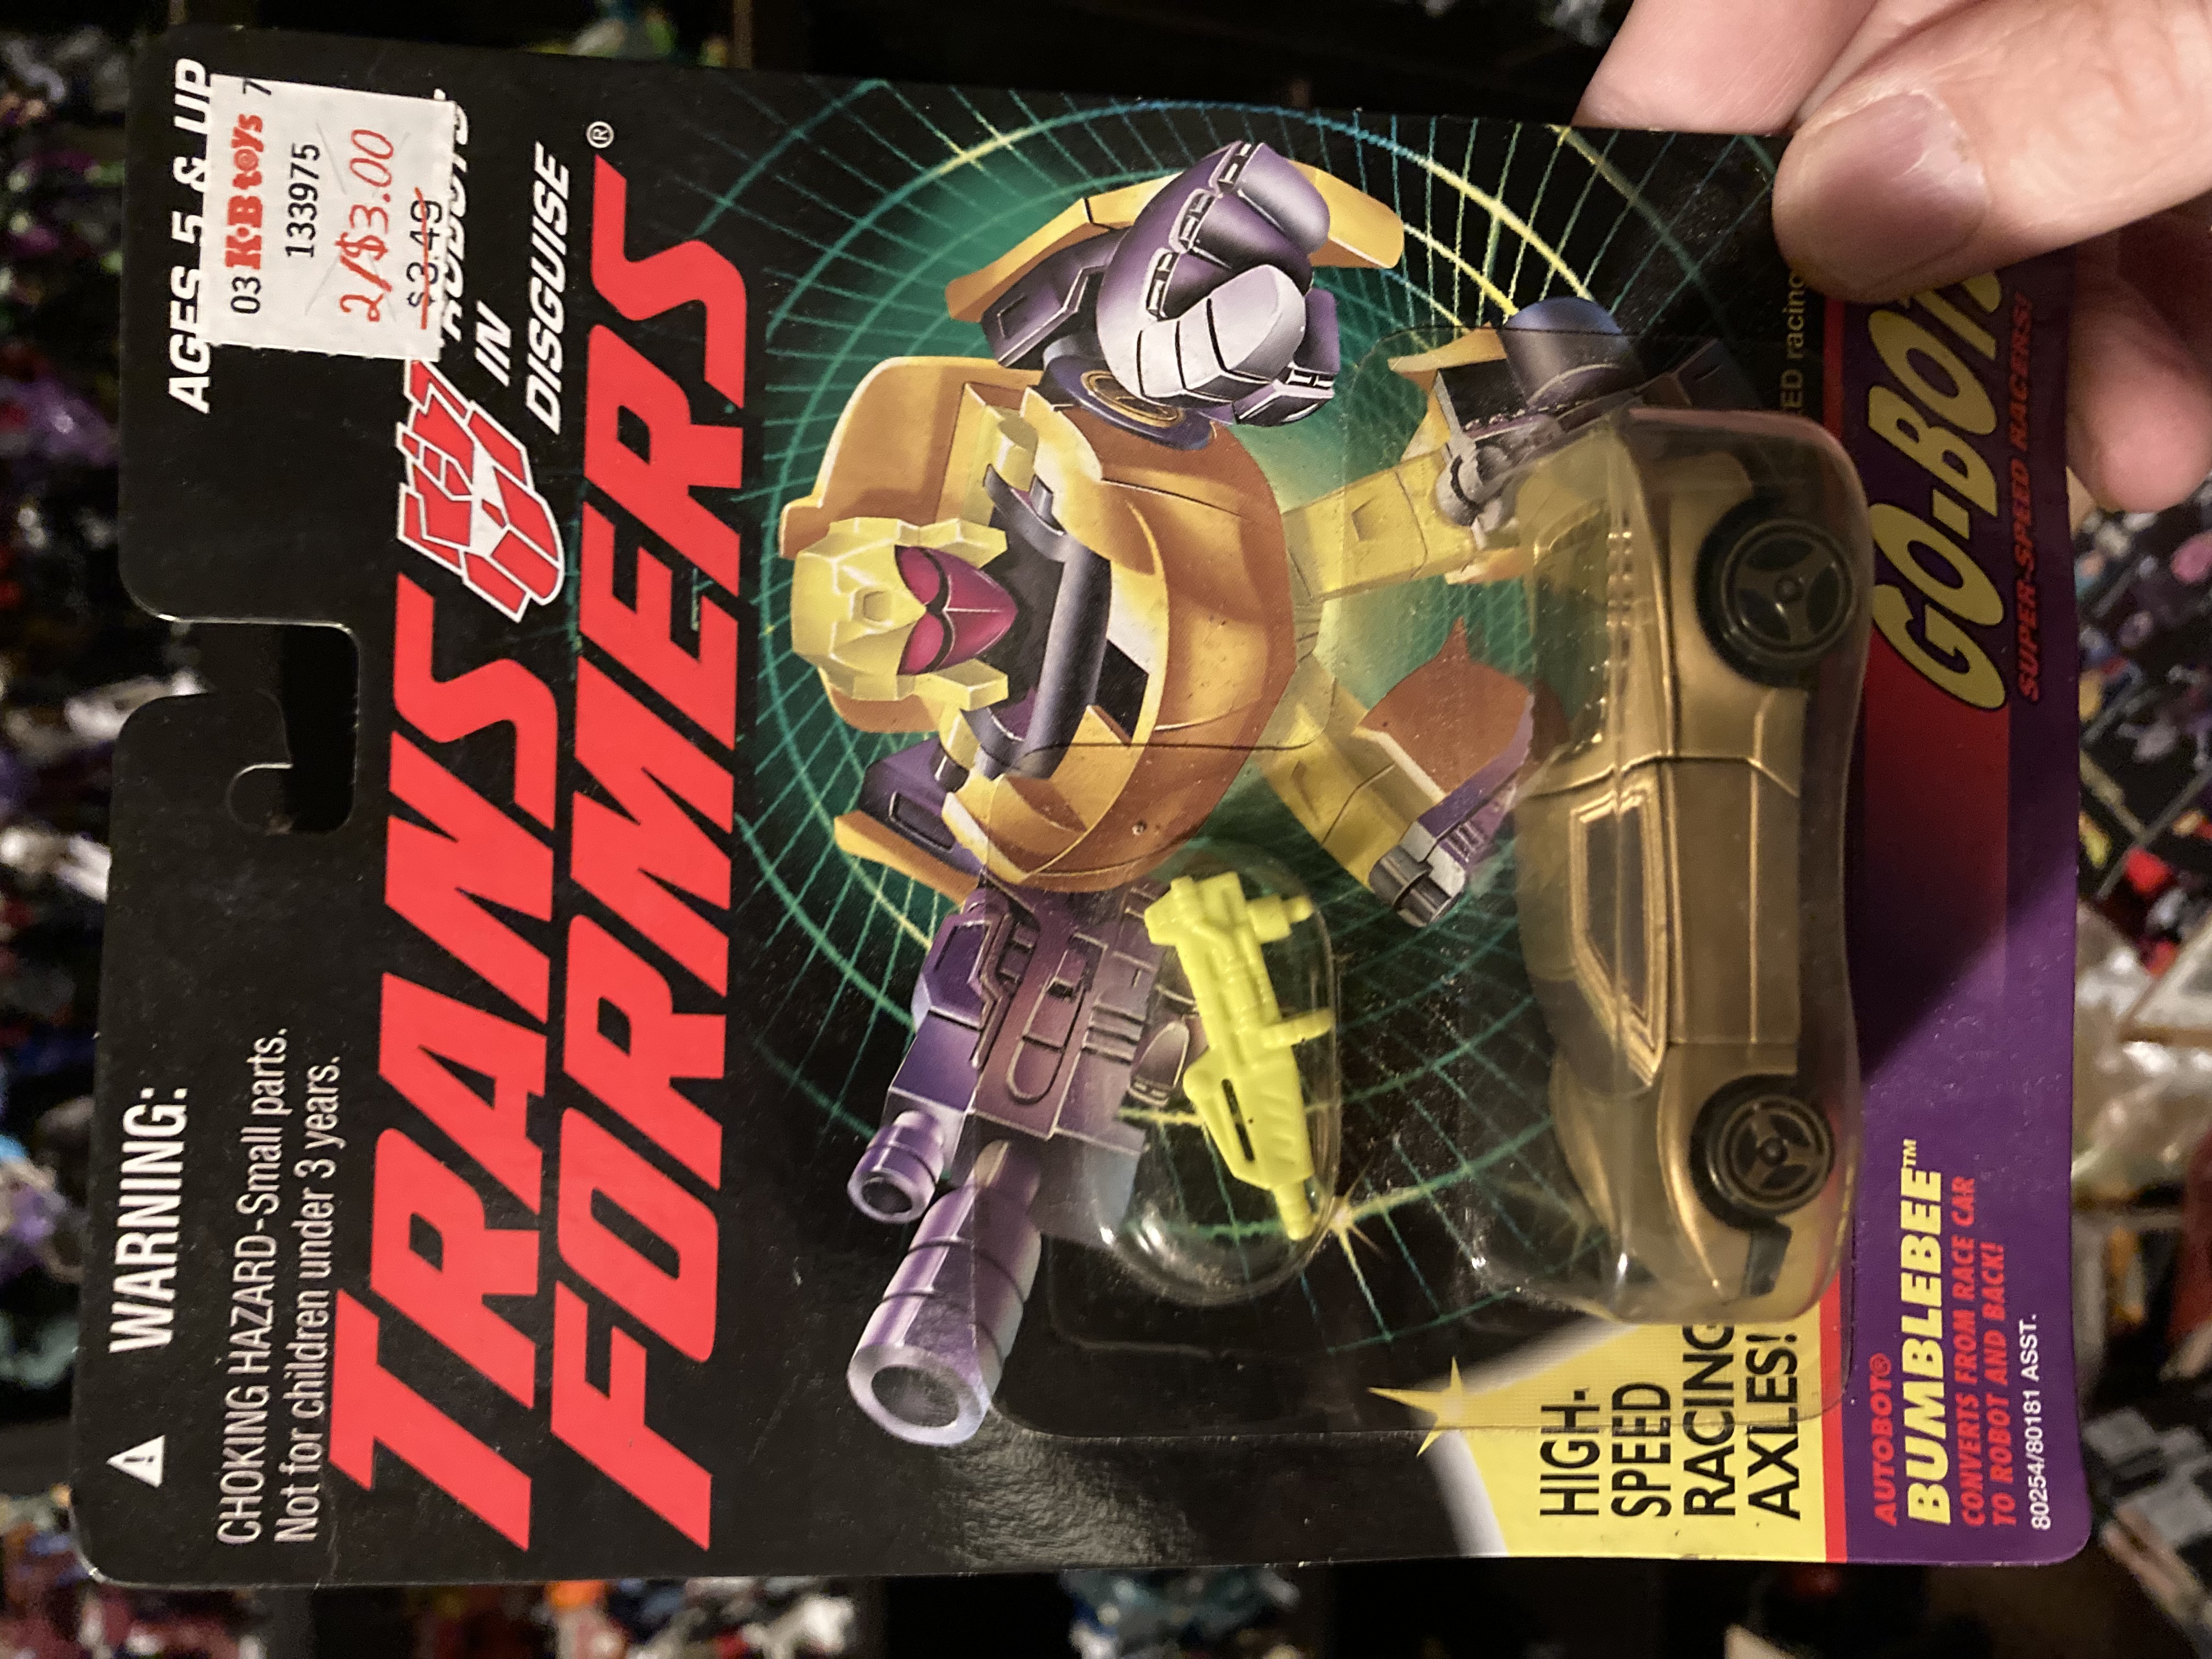 AGES 5 & UP
03 K·B toys 7
133975
2/$3.00
$3.49
WARNING:
CHOKING HAZARD-Small parts.
Not for children under 3 years.
IN
DISGUISE
TRANS
FORMERS®
HIGH-
SPEED
RACING
AXLES!
racing
GO-BOTS
SUPER-SPEED RACERS!
AUTOBOT®
BUMBLEBEE™
CONVERTS FROM RACE CAR
TO ROBOT AND BACK!
80254/80181 ASST.